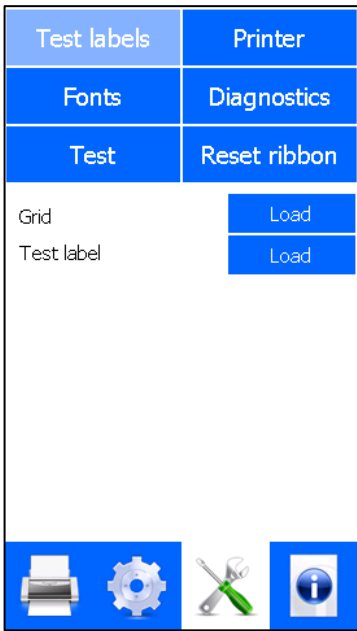 Test labels Printer
Fonts Diagnostics
Test Reset ribbon
Grid Load
Test label Load